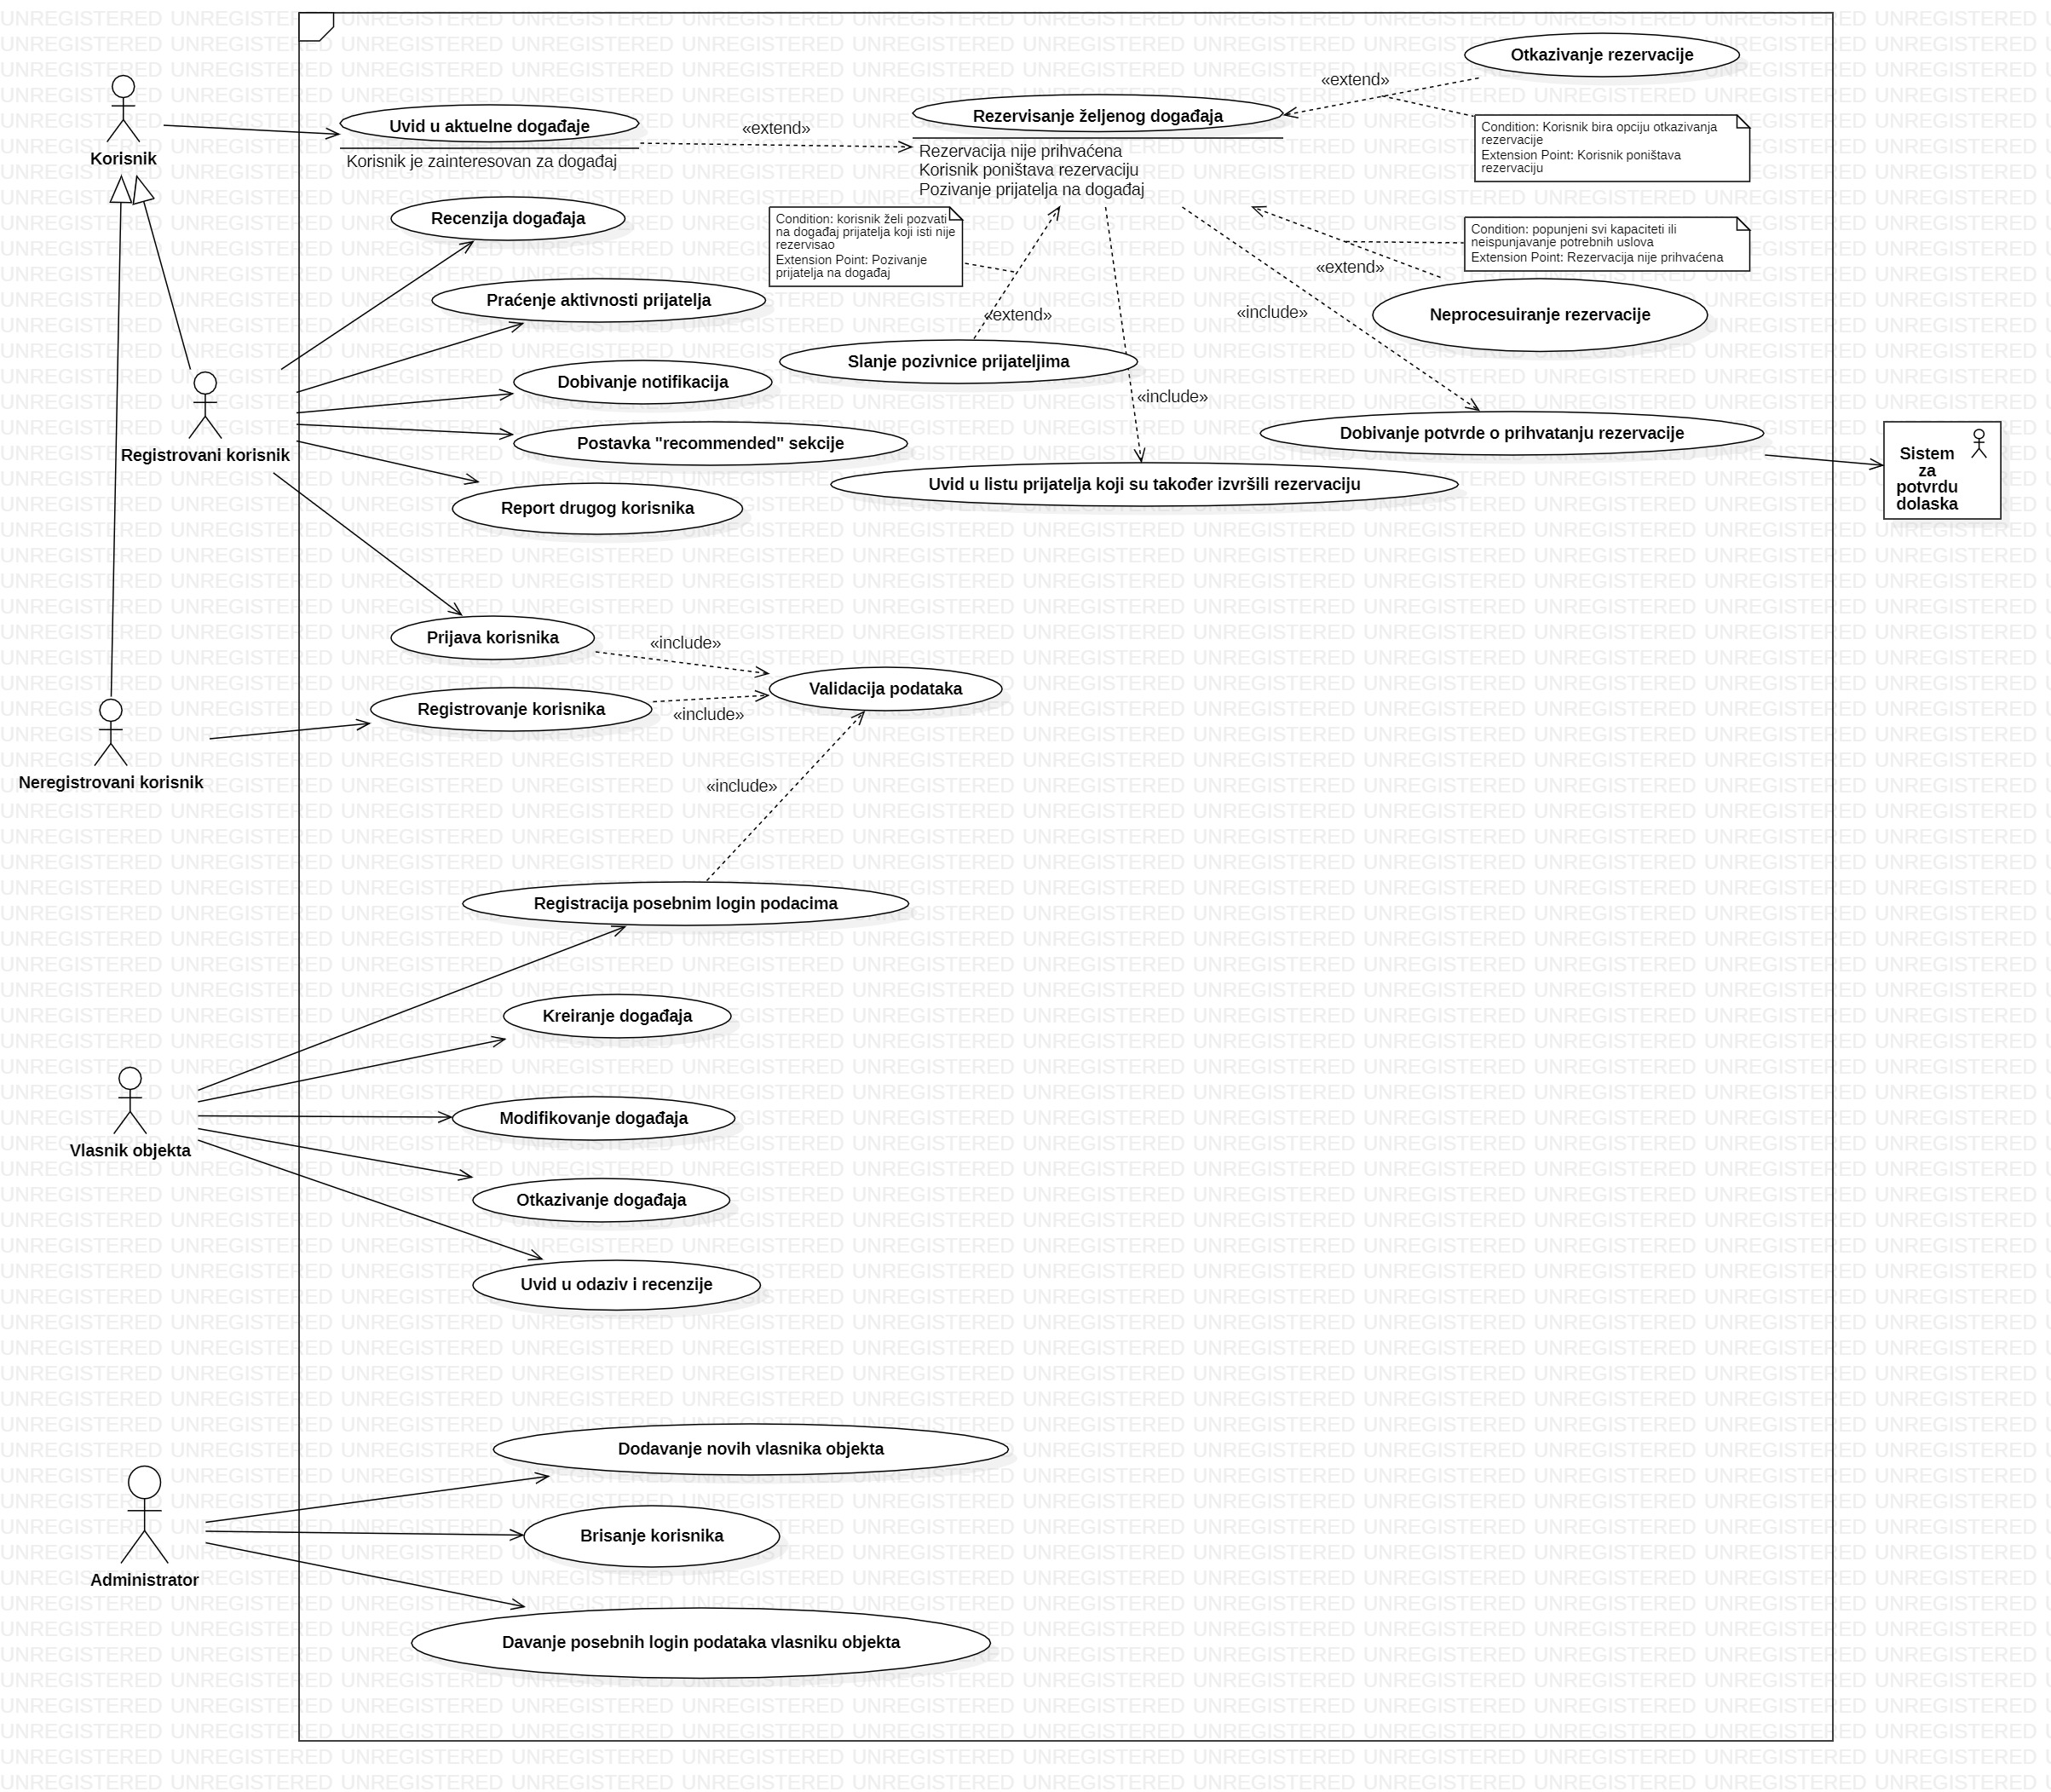 Otkazivanje rezervacije
«extend»
Korisnik
Uvid u aktuelne događaje
Korisnik je zainteresovan za događaj
«extend»
Rezervisanje željenog događaja
Rezervacija nije prihvaćena
Korisnik poništava rezervaciju
Pozivanje prijatelja na događaj
Condition: Korisnik bira opciju otkazivanja
rezervacije
Extension Point: Korisnik poništava
rezervaciju
Recenzija događaja
Condition: korisnik želi pozvati
na događaj prijatelja koji isti nije
rezervisao
Extension Point: Pozivanje
prijatelja na događaj
Condition: popunjeni svi kapaciteti ili
neispunjavanje potrebnih uslova
Extension Point: Rezervacija nije prihvaćena
«extend»
Praćenje aktivnosti prijatelja
«extend»
«include»
Neprocesuiranje rezervacije
Slanje pozivnice prijateljima
Dobivanje notifikacija
«include»
Registrovani korisnik
Postavka "recommended" sekcije
Dobivanje potvrde o prihvatanju rezervacije
Sistem
za
potvrdu
dolaska
Uvid u listu prijatelja koji su također izvršili rezervaciju
Report drugog korisnika
Prijava korisnika
«include»
Validacija podataka
Registrovanje korisnika
«include»
Neregistrovani korisnik
«include»
Registracija posebnim login podacima
Kreiranje događaja
Vlasnik objekta
Modifikovanje događaja
Otkazivanje događaja
Uvid u odaziv i recenzije
Dodavanje novih vlasnika objekta
Brisanje korisnika
Administrator
Davanje posebnih login podataka vlasniku objekta
UNREGISTERED